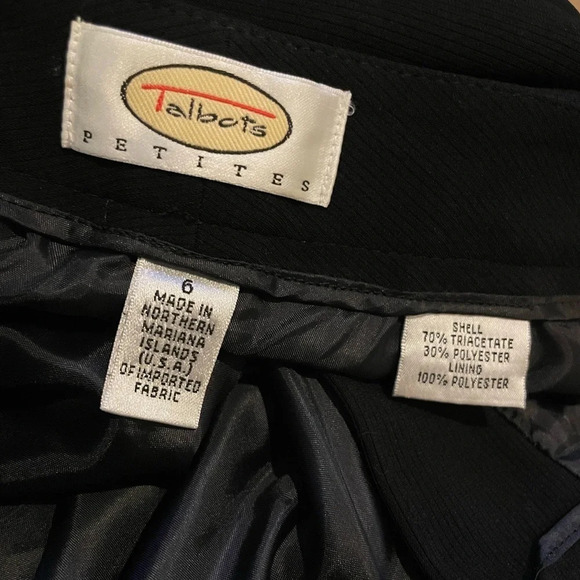 Talbots
PETITES
6
MADE IN
NORTHERN
MARIANA
ISLANDS
(U.S.A.)
OF IMPORTED
FABRIC
SHELL
70% TRIACETATE
30% POLYESTER
LINING
100% POLYESTER